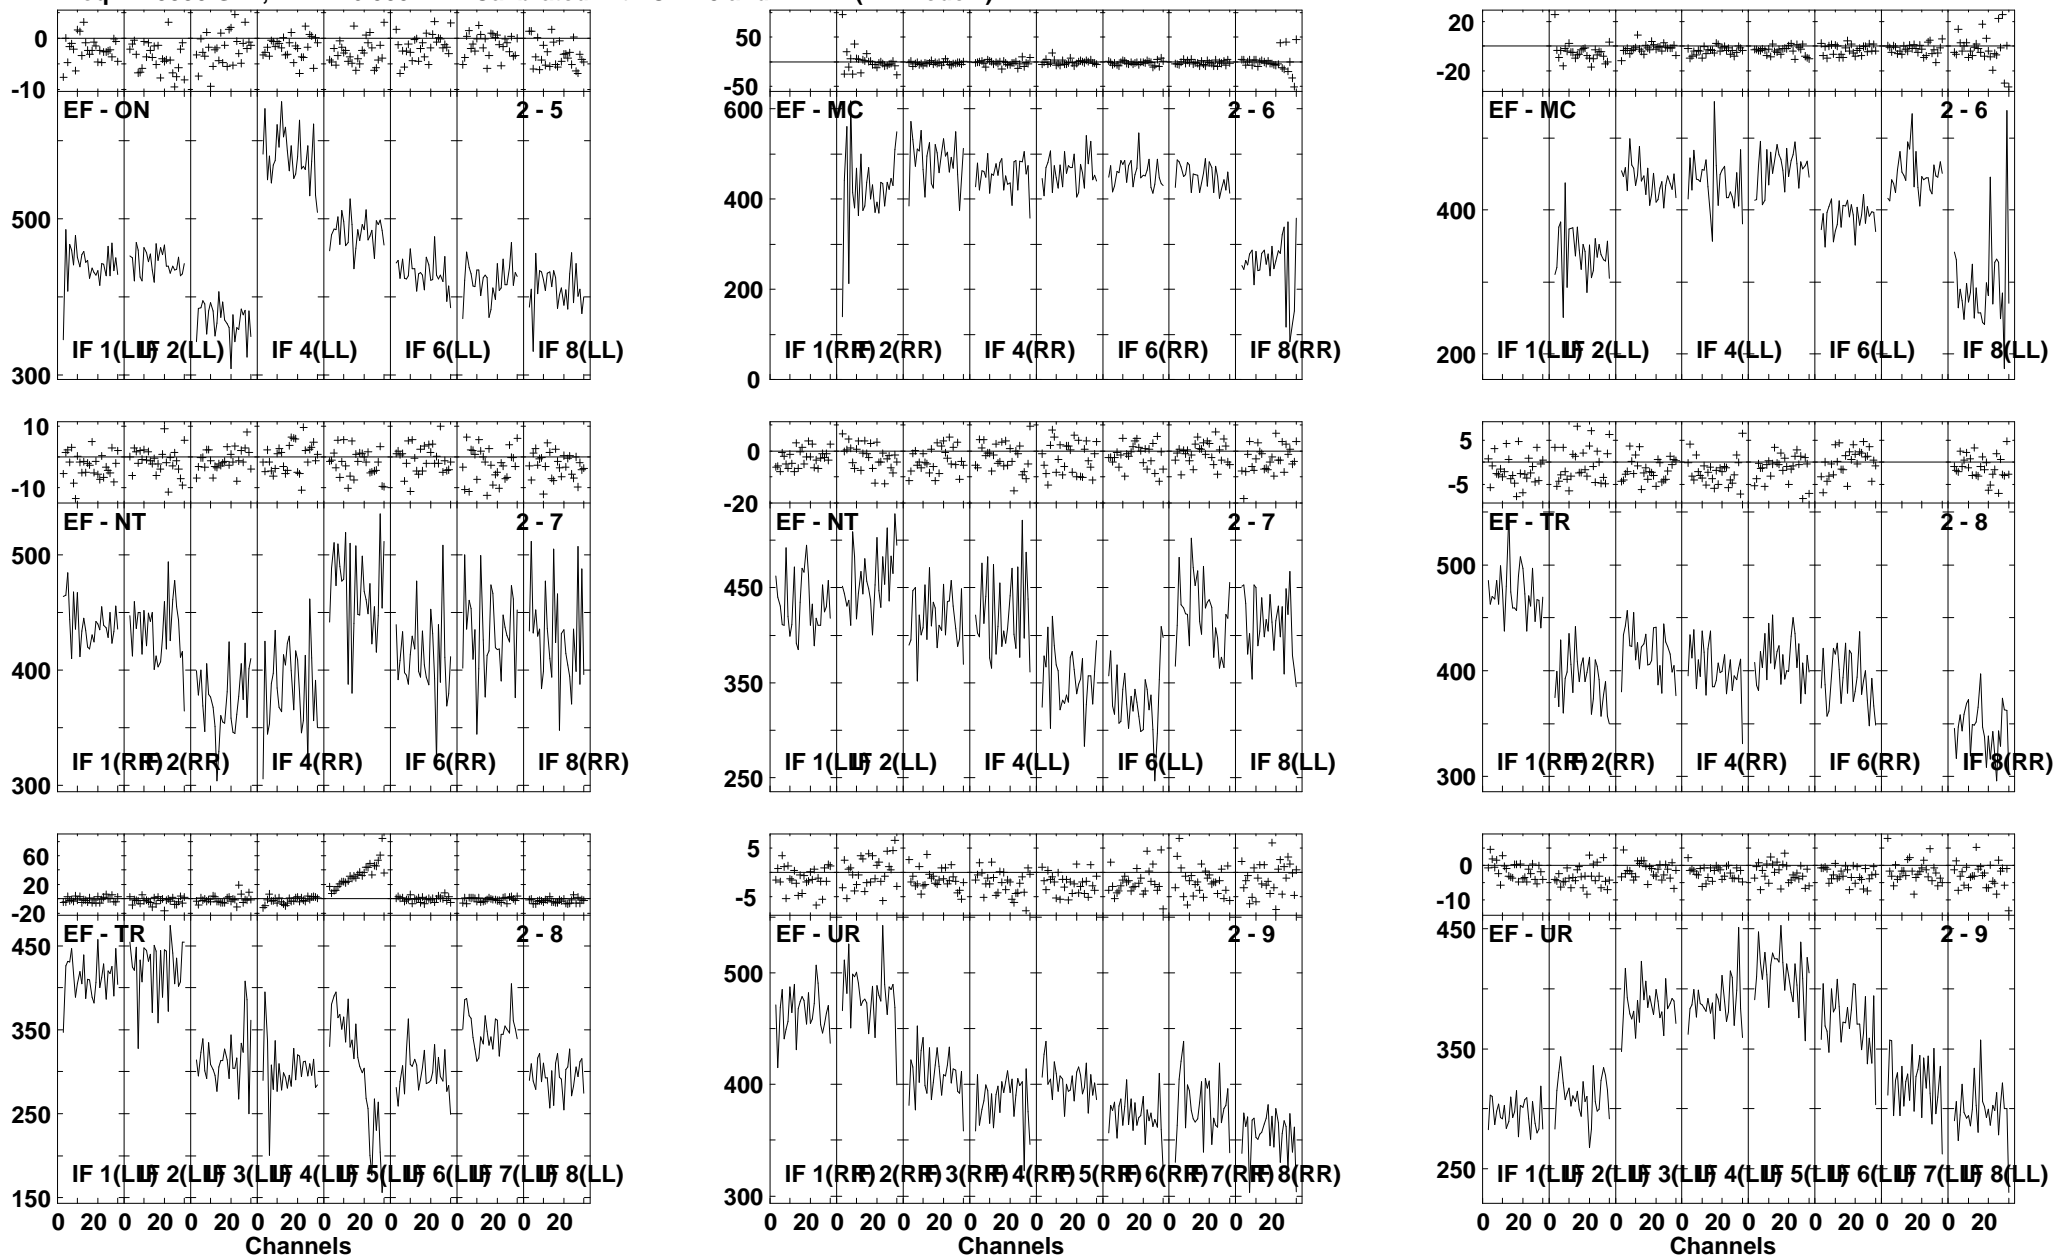 0
-10
EF - ON
2 - 5
500
300
IF 1(LL) IF 2(LL) IF 4(LL) IF 6(LL) IF 8(LL)
50
-50
EF - MC
2 - 6
600
400
200
0
IF 1(RR) IF 2(RR) IF 4(RR) IF 6(RR) IF 8(RR)
20
-20
EF - MC
2 - 6
400
200
IF 1(LL) IF 2(LL) IF 4(LL) IF 6(LL) IF 8(LL)
10
-10
EF - NT
2 - 7
500
400
300
IF 1(RR) IF 2(RR) IF 4(RR) IF 6(RR) IF 8(RR)
0
-20
EF - NT
2 - 7
450
350
250
IF 1(LL) IF 2(LL) IF 4(LL) IF 6(LL) IF 8(LL)
5
-5
EF - TR
2 - 8
500
400
300
IF 1(RR) IF 2(RR) IF 4(RR) IF 6(RR) IF 8(RR)
60
20
-20
EF - TR
2 - 8
450
350
250
150
IF 1(LL) IF 2(LL) IF 3(LL) IF 4(LL) IF 5(LL) IF 6(LL) IF 7(LL) IF 8(LL)
0 20 0 20 0 20 0 20 0 20 0 20 0 20 0 20
Channels
5
-5
EF - UR
2 - 9
500
400
300
IF 1(RR) IF 2(RR) IF 3(RR) IF 4(RR) IF 5(RR) IF 6(RR) IF 7(RR) IF 8(RR)
0 20 0 20 0 20 0 20 0 20 0 20 0 20 0 20
Channels
0
-10
EF - UR
2 - 9
450
350
250
IF 1(LL) IF 2(LL) IF 3(LL) IF 4(LL) IF 5(LL) IF 6(LL) IF 7(LL) IF 8(LL)
0 20 0 20 0 20 0 20 0 20 0 20 0 20 0 20
Channels